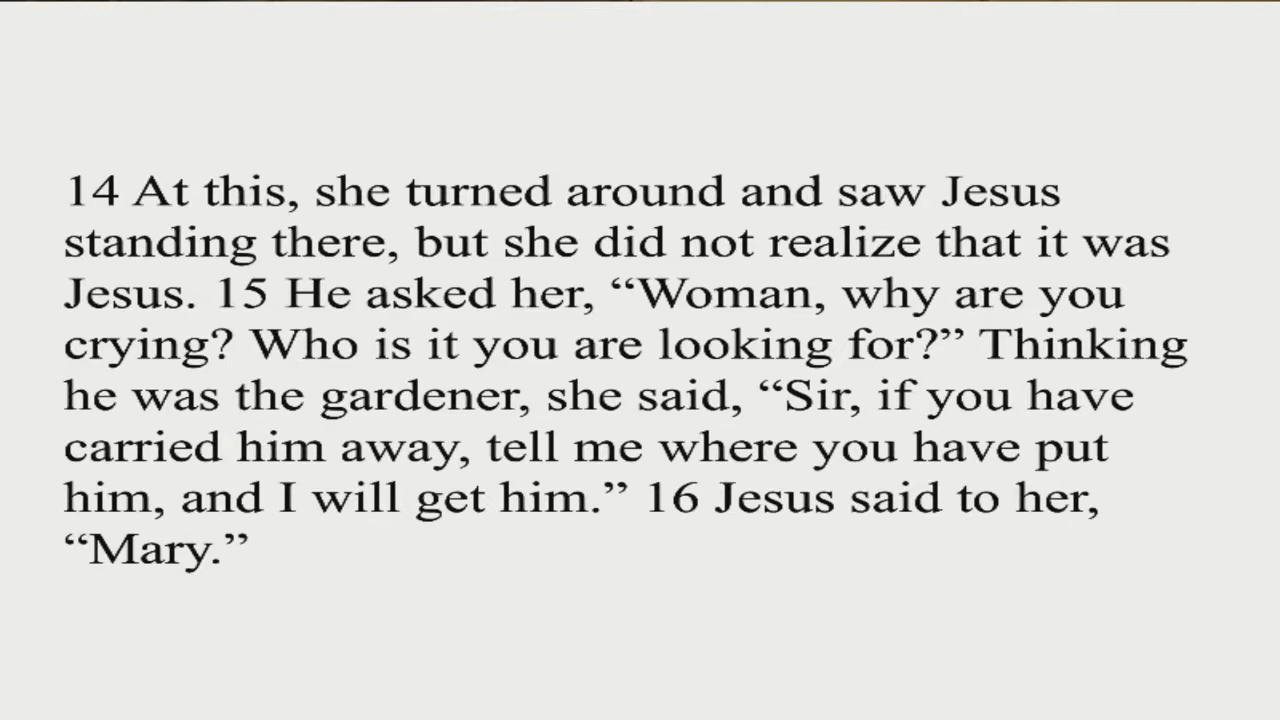 14 At this, she turned around and saw Jesus
standing there, but she did not realize that it was
Jesus. 15 He asked her, “Woman, why are you
crying? Who is it you are looking for?” Thinking
he was the gardener, she said, “Sir, if you have
carried him away, tell me where you have put
him, and I will get him.” 16 Jesus said to her,
“Mary.”